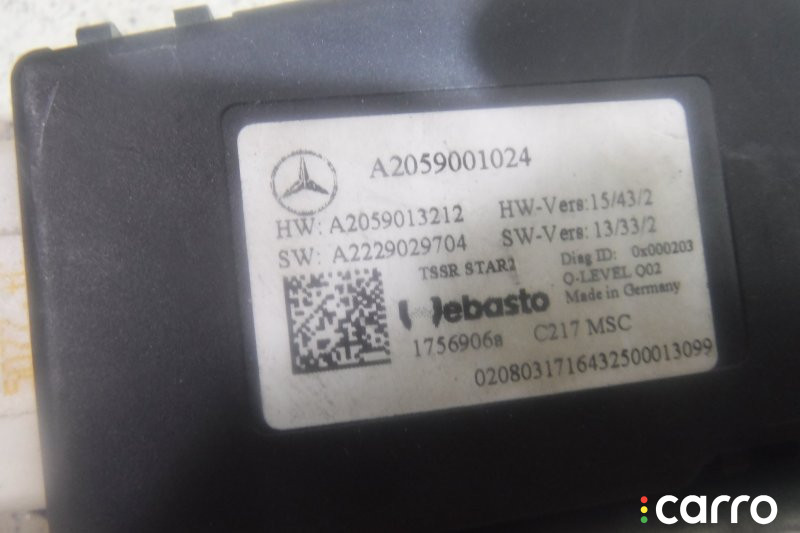 A2059001024
HW: A2059013212 HW-Vers:15/43/2
SW: A2229029704 SW-Vers: 13/33/2
TSSR STAR2
Diag ID: 0x000203
Q-LEVEL Q02
Made in Germany
Webasto
1756906B C217 MSC
0208031716432500013099
carro